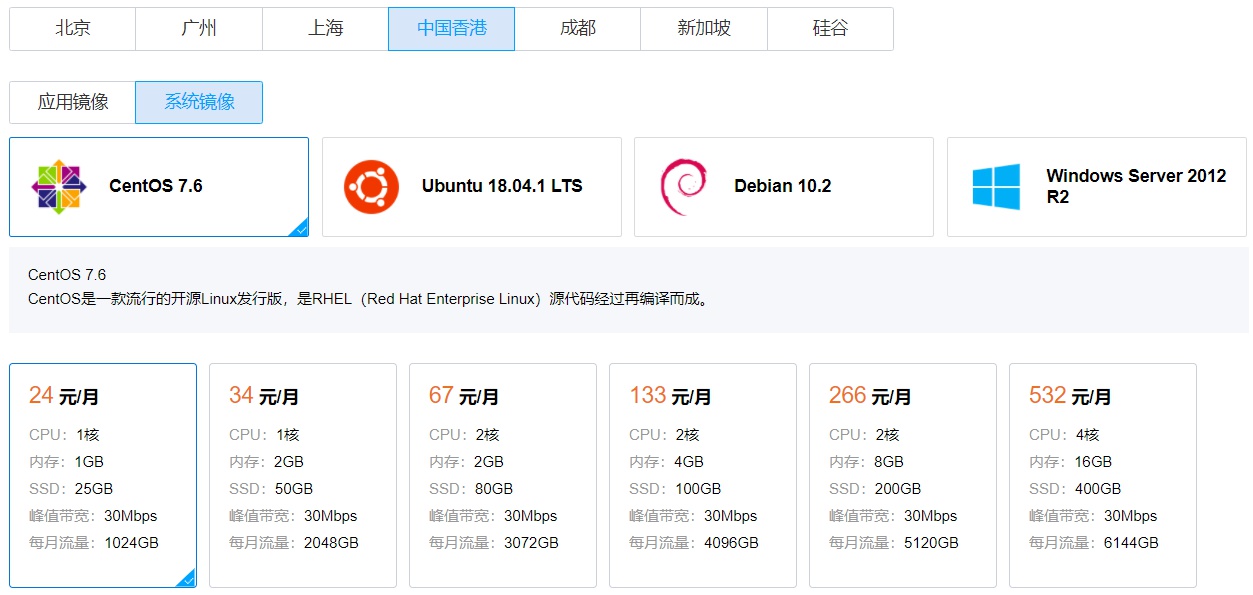 北京 广州 上海 中国香港 成都 新加坡 硅谷
应用镜像 系统镜像
CentOS 7.6
Ubuntu 18.04.1 LTS
Debian 10.2
Windows Server 2012
R2
CentOS 7.6
CentOS是一款流行的开源Linux发行版，是RHEL（Red Hat Enterprise Linux）源代码经过再编译而成。
24 元/月
CPU：1核
内存：1GB
SSD：25GB
峰值带宽：30Mbps
每月流量：1024GB
34 元/月
CPU：1核
内存：2GB
SSD：50GB
峰值带宽：30Mbps
每月流量：2048GB
67 元/月
CPU：2核
内存：2GB
SSD：80GB
峰值带宽：30Mbps
每月流量：3072GB
133 元/月
CPU：2核
内存：4GB
SSD：100GB
峰值带宽：30Mbps
每月流量：4096GB
266 元/月
CPU：2核
内存：8GB
SSD：200GB
峰值带宽：30Mbps
每月流量：5120GB
532 元/月
CPU：4核
内存：16GB
SSD：400GB
峰值带宽：30Mbps
每月流量：6144GB